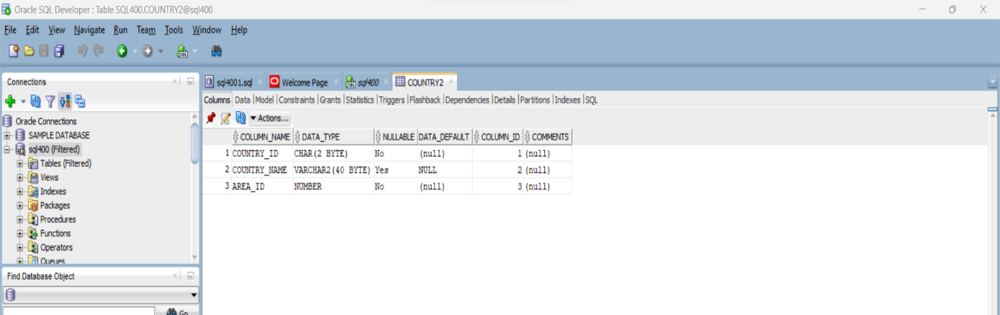 Oracle SQL Developer : Table SQL400.COUNTRY2@sql400
File Edit View Navigate Run Team Tools Window Help
Connections
sql4001.sql Welcome Page sql400 COUNTRY2
Columns Data Model Constraints Grants Statistics Triggers Flashback Dependencies Details Partitions Indexes SQL
Actions...
Oracle Connections
SAMPLE DATABASE
sql400 (Filtered)
Tables (Filtered)
Views
Indexes
Packages
Procedures
Functions
Operators
Queues
COLUMN_NAME DATA_TYPE NULLABLE DATA_DEFAULT COLUMN_ID COMMENTS
1 COUNTRY_ID CHAR(2 BYTE) No (null) 1 (null)
2 COUNTRY_NAME VARCHAR2(40 BYTE) Yes NULL 2 (null)
3 AREA_ID NUMBER No (null) 3 (null)
Find Database Object
Go